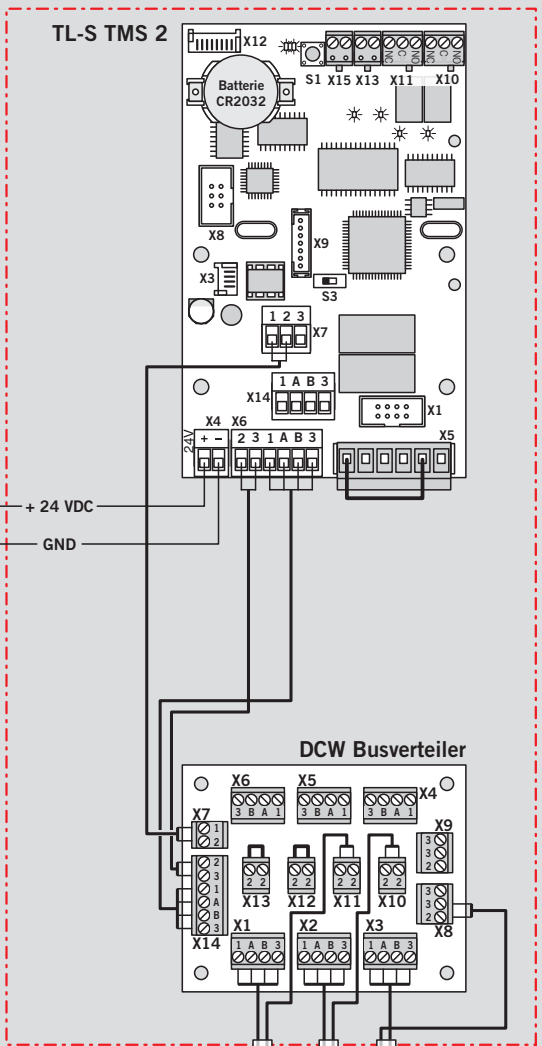 TL-S TMS 2
X12
S1 X15 X13 X11 X10
NC C NO NC C NO
Batterie
CR2032
X8
X9
X3
S3
1 2 3
X7
1 A B 3
X14
X1
24V
X4 X6
+ − 2 3 1 A B 3
X5
+ 24 VDC
GND
DCW Busverteiler
X6 X5 X4
3 B A 1 3 B A 1 3 B A 1
X7
1
2
X9
3
3
2
2
3
1
A
B
3
X14
2 2 2 2 2 2 2 2
X13 X12 X11 X10
3
3
2
X8
X1 X2 X3
1 A B 3 1 A B 3 1 A B 3